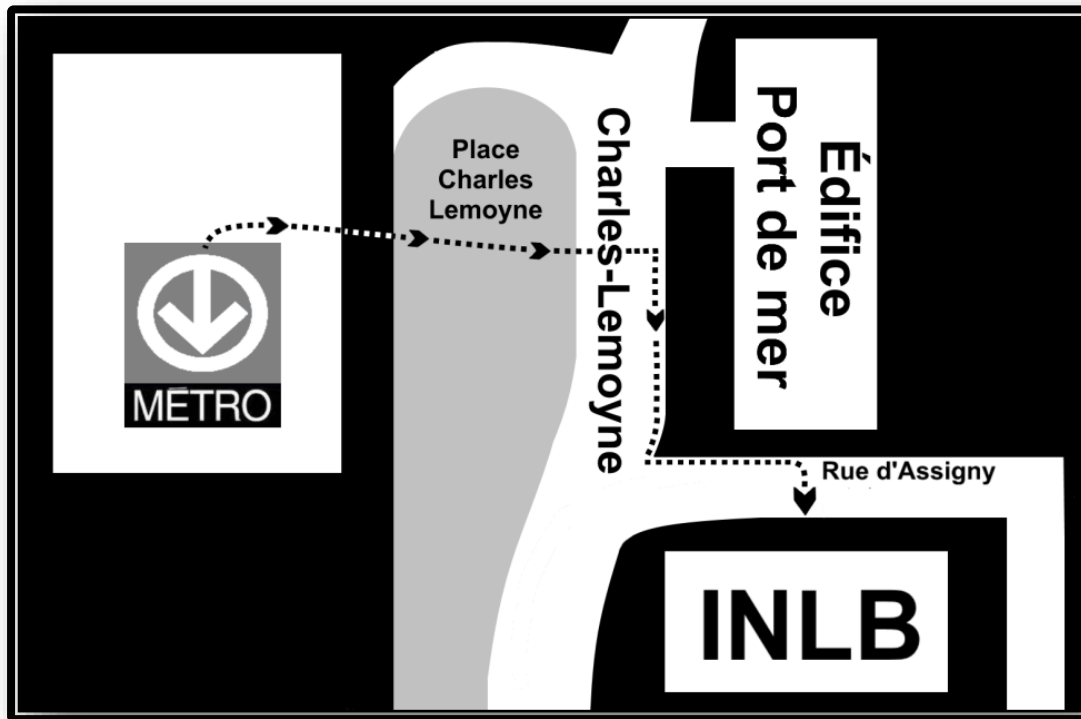 Place
Charles
Lemoyne
MÉTRO
Charles-Lemoyne
Édifice
Port de mer
Rue d'Assigny
INLB